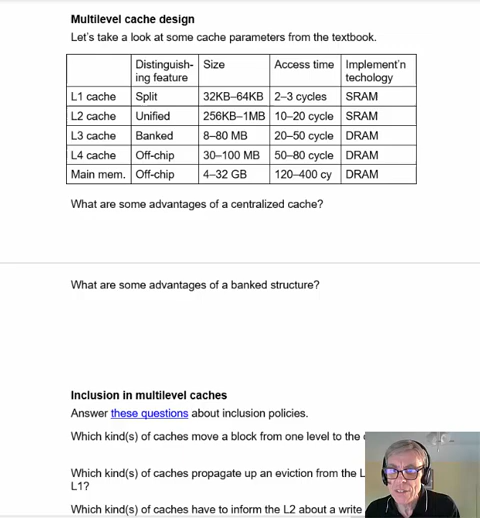 Multilevel cache design
Let's take a look at some cache parameters from the textbook.
Distinguish- Size Access time Implement'n
ing feature techology
L1 cache Split 32KB–64KB 2–3 cycles SRAM
L2 cache Unified 256KB–1MB 10–20 cycle SRAM
L3 cache Banked 8–80 MB 20–50 cycle DRAM
L4 cache Off-chip 30–100 MB 50–80 cycle DRAM
Main mem. Off-chip 4–32 GB 120–400 cy DRAM
What are some advantages of a centralized cache?
What are some advantages of a banked structure?
Inclusion in multilevel caches
Answer these questions about inclusion policies.
Which kind(s) of caches move a block from one level to the
Which kind(s) of caches propagate up an eviction from the
L1?
Which kind(s) of caches have to inform the L2 about a write